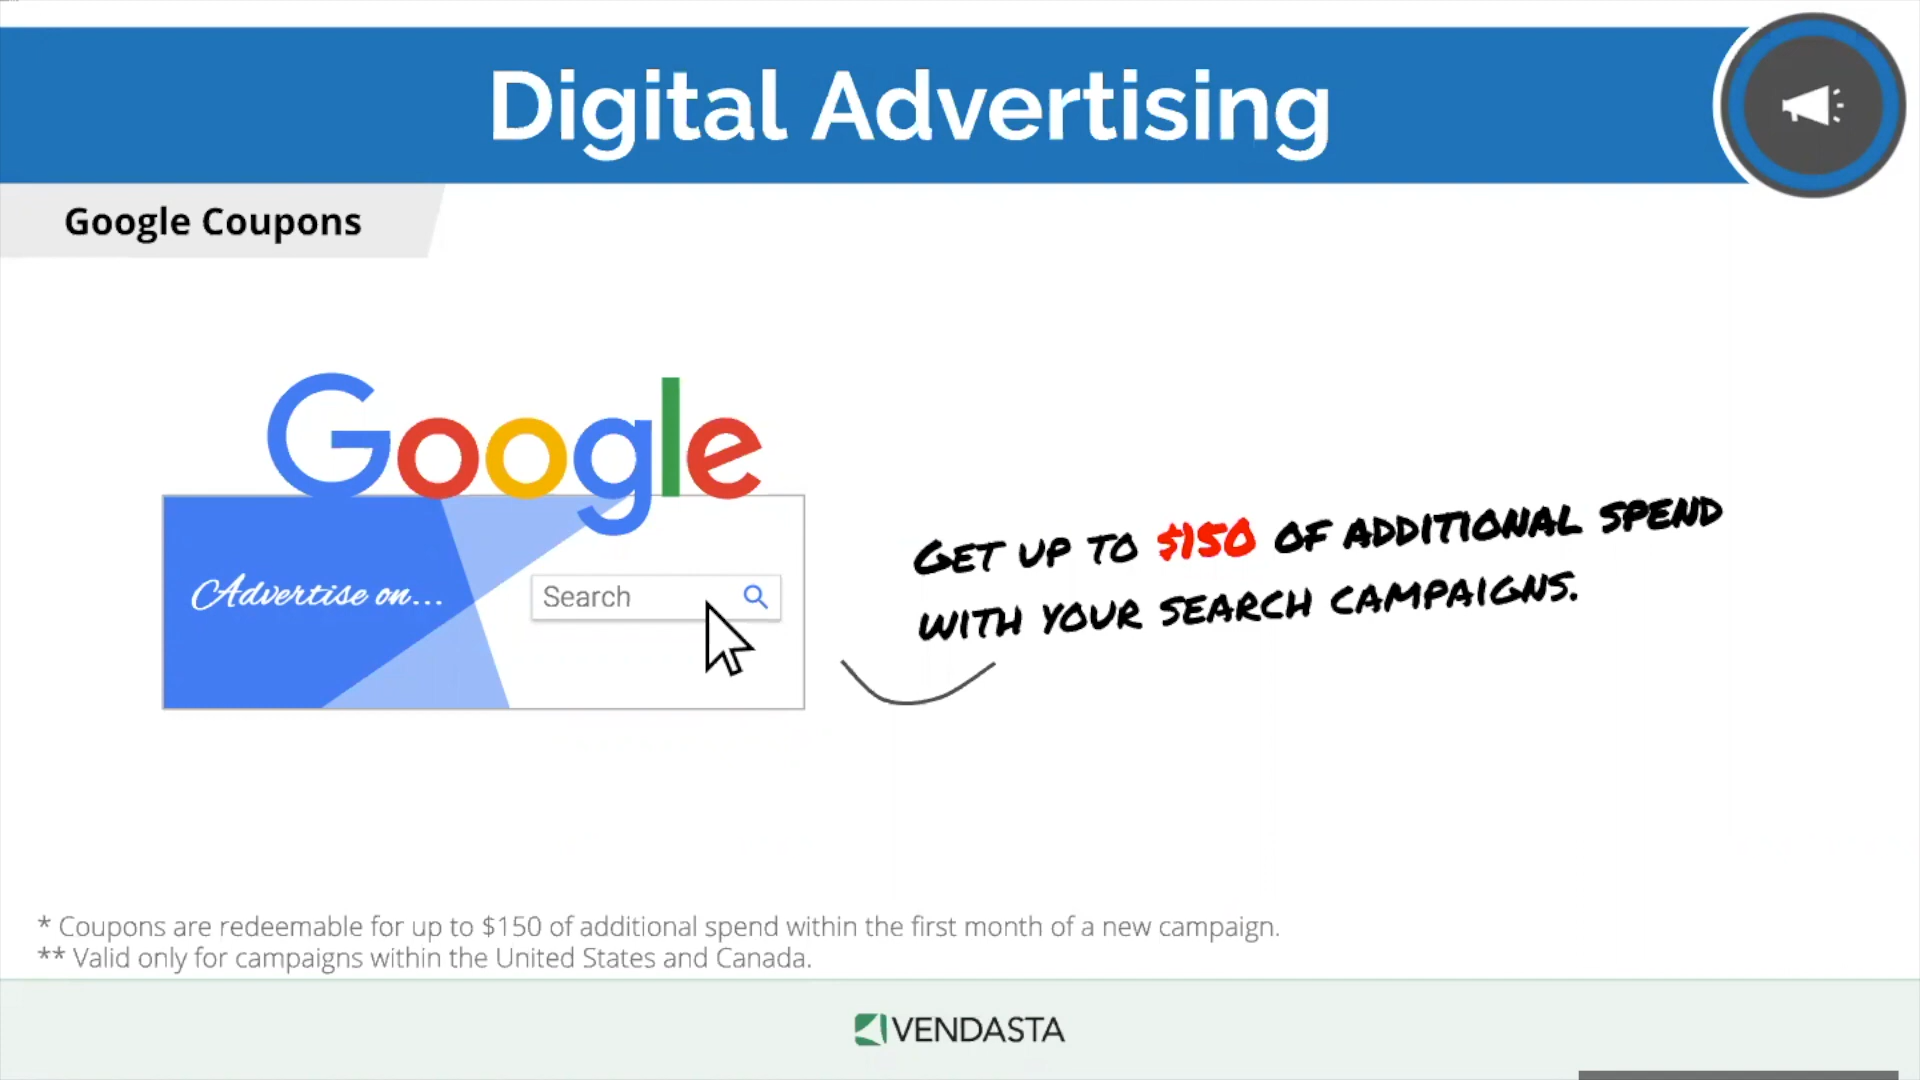 Digital Advertising
Google Coupons
Google
Advertise on...
Search
GET UP TO $150 OF ADDITIONAL SPEND
WITH YOUR SEARCH CAMPAIGNS.
* Coupons are redeemable for up to $150 of additional spend within the first month of a new campaign.
** Valid only for campaigns within the United States and Canada.
VENDASTA